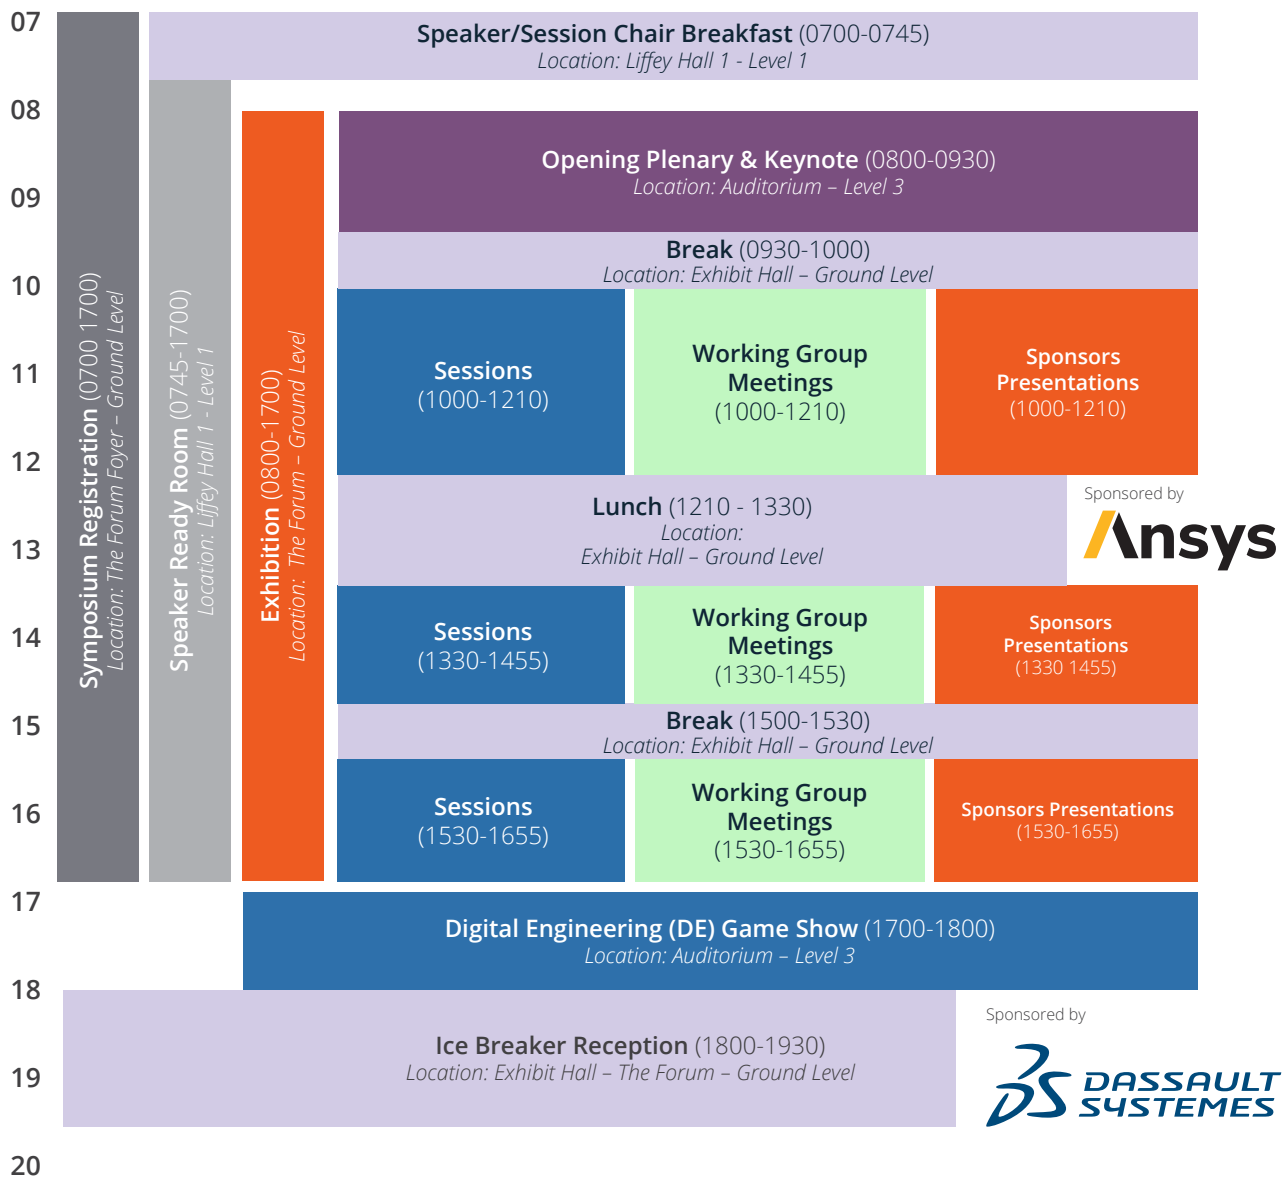 07
Speaker/Session Chair Breakfast (0700-0745)
Location: Liffey Hall 1 - Level 1
Symposium Registration (0700 1700)
Location: The Forum Foyer – Ground Level
Speaker Ready Room (0745-1700)
Location: Liffey Hall 1 - Level 1
Exhibition (0800-1700)
Location: The Forum – Ground Level
08
Opening Plenary & Keynote (0800-0930)
Location: Auditorium – Level 3
09
Break (0930-1000)
Location: Exhibit Hall – Ground Level
10
Sessions
(1000-1210)
Working Group
Meetings
(1000-1210)
Sponsors
Presentations
(1000-1210)
11
12
Lunch (1210 - 1330)
Location:
Exhibit Hall – Ground Level
Sponsored by
Ansys
13
Sessions
(1330-1455)
Working Group
Meetings
(1330-1455)
Sponsors
Presentations
(1330 1455)
14
15
Break (1500-1530)
Location: Exhibit Hall – Ground Level
Sessions
(1530-1655)
Working Group
Meetings
(1530-1655)
Sponsors Presentations
(1530-1655)
16
17
Digital Engineering (DE) Game Show (1700-1800)
Location: Auditorium – Level 3
18
Ice Breaker Reception (1800-1930)
Location: Exhibit Hall – The Forum – Ground Level
Sponsored by
DASSAULT
SYSTEMES
19
20